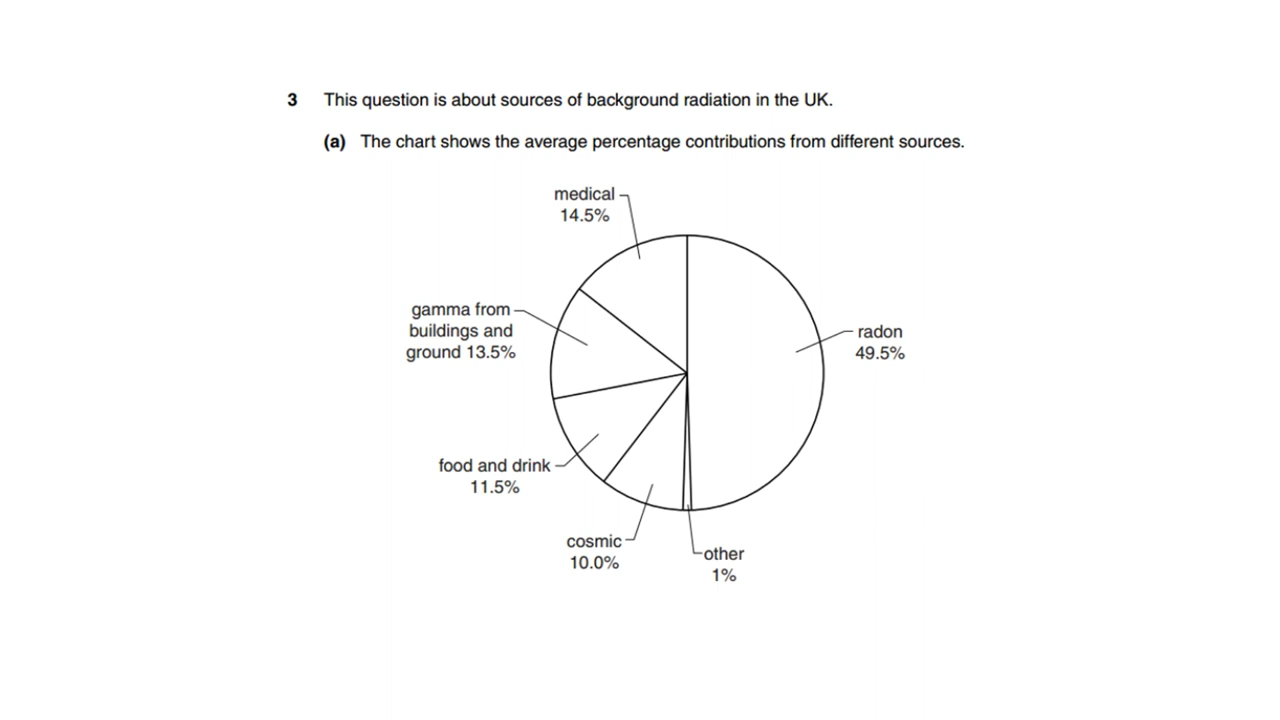 3 This question is about sources of background radiation in the UK.
(a) The chart shows the average percentage contributions from different sources.
medical
14.5%
gamma from
buildings and
ground 13.5%
radon
49.5%
food and drink
11.5%
cosmic
10.0%
other
1%